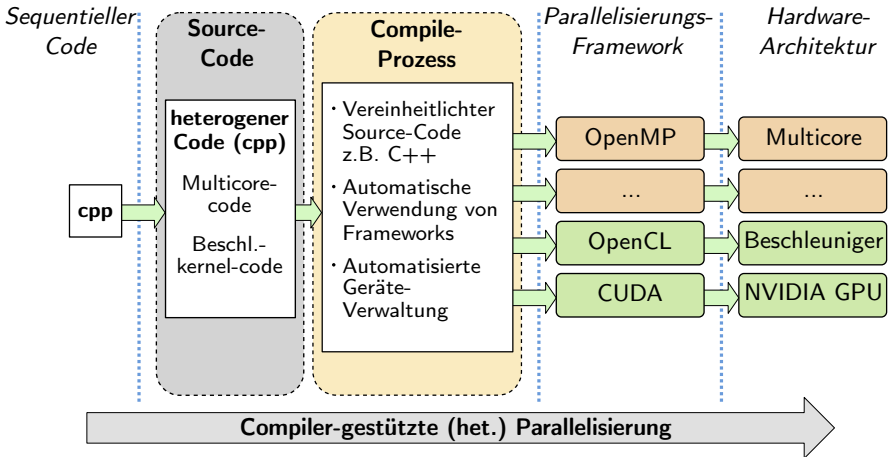 Sequentieller
Code
Source-
Code
Compile-
Prozess
Parallelisierungs-
Framework
Hardware-
Architektur
cpp
heterogener
Code (cpp)
Multicore-
code
Beschl.-
kernel-code
· Vereinheitlichter
Source-Code
z.B. C++
· Automatische
Verwendung von
Frameworks
· Automatisierte
Geräte-
Verwaltung
OpenMP
Multicore
...
...
OpenCL
Beschleuniger
CUDA
NVIDIA GPU
Compiler-gestützte (het.) Parallelisierung